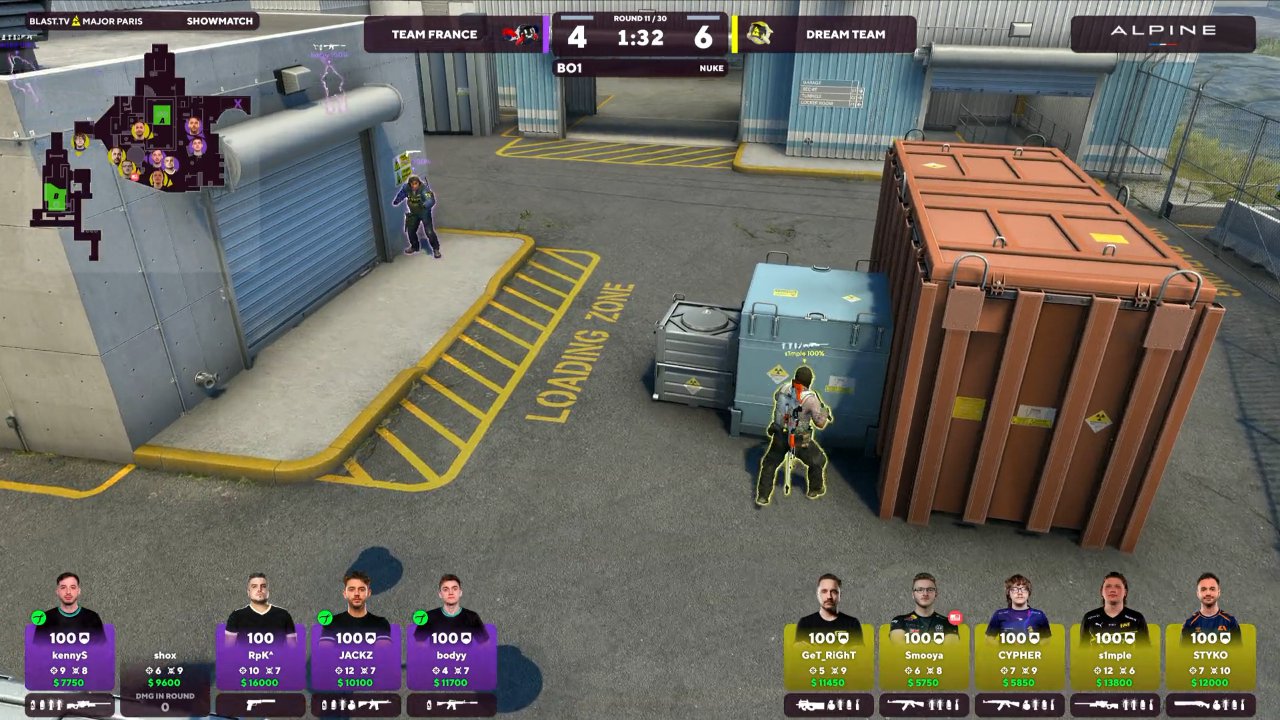 BLAST.TV MAJOR PARIS SHOWMATCH
TEAM FRANCE
4
ROUND 11 / 30
1:32
6
DREAM TEAM
BO1 NUKE
ALPINE
GARAGE
LOCKER ROOM
LOADING ZONE
s1mple 100%
A
B
X
100
kennyS
9 8
$7750
shox
6 9
$9600
DMG IN ROUND
0
100
RpK^
10 7
$16000
100
JACKZ
12 7
$10100
100
bodyy
4 7
$11700
100
GeT_RiGhT
5 9
$11450
100
Smooya
6 8
$5750
100
CYPHER
7 9
$5850
100
s1mple
12 6
$13800
100
STYKO
7 10
$12000